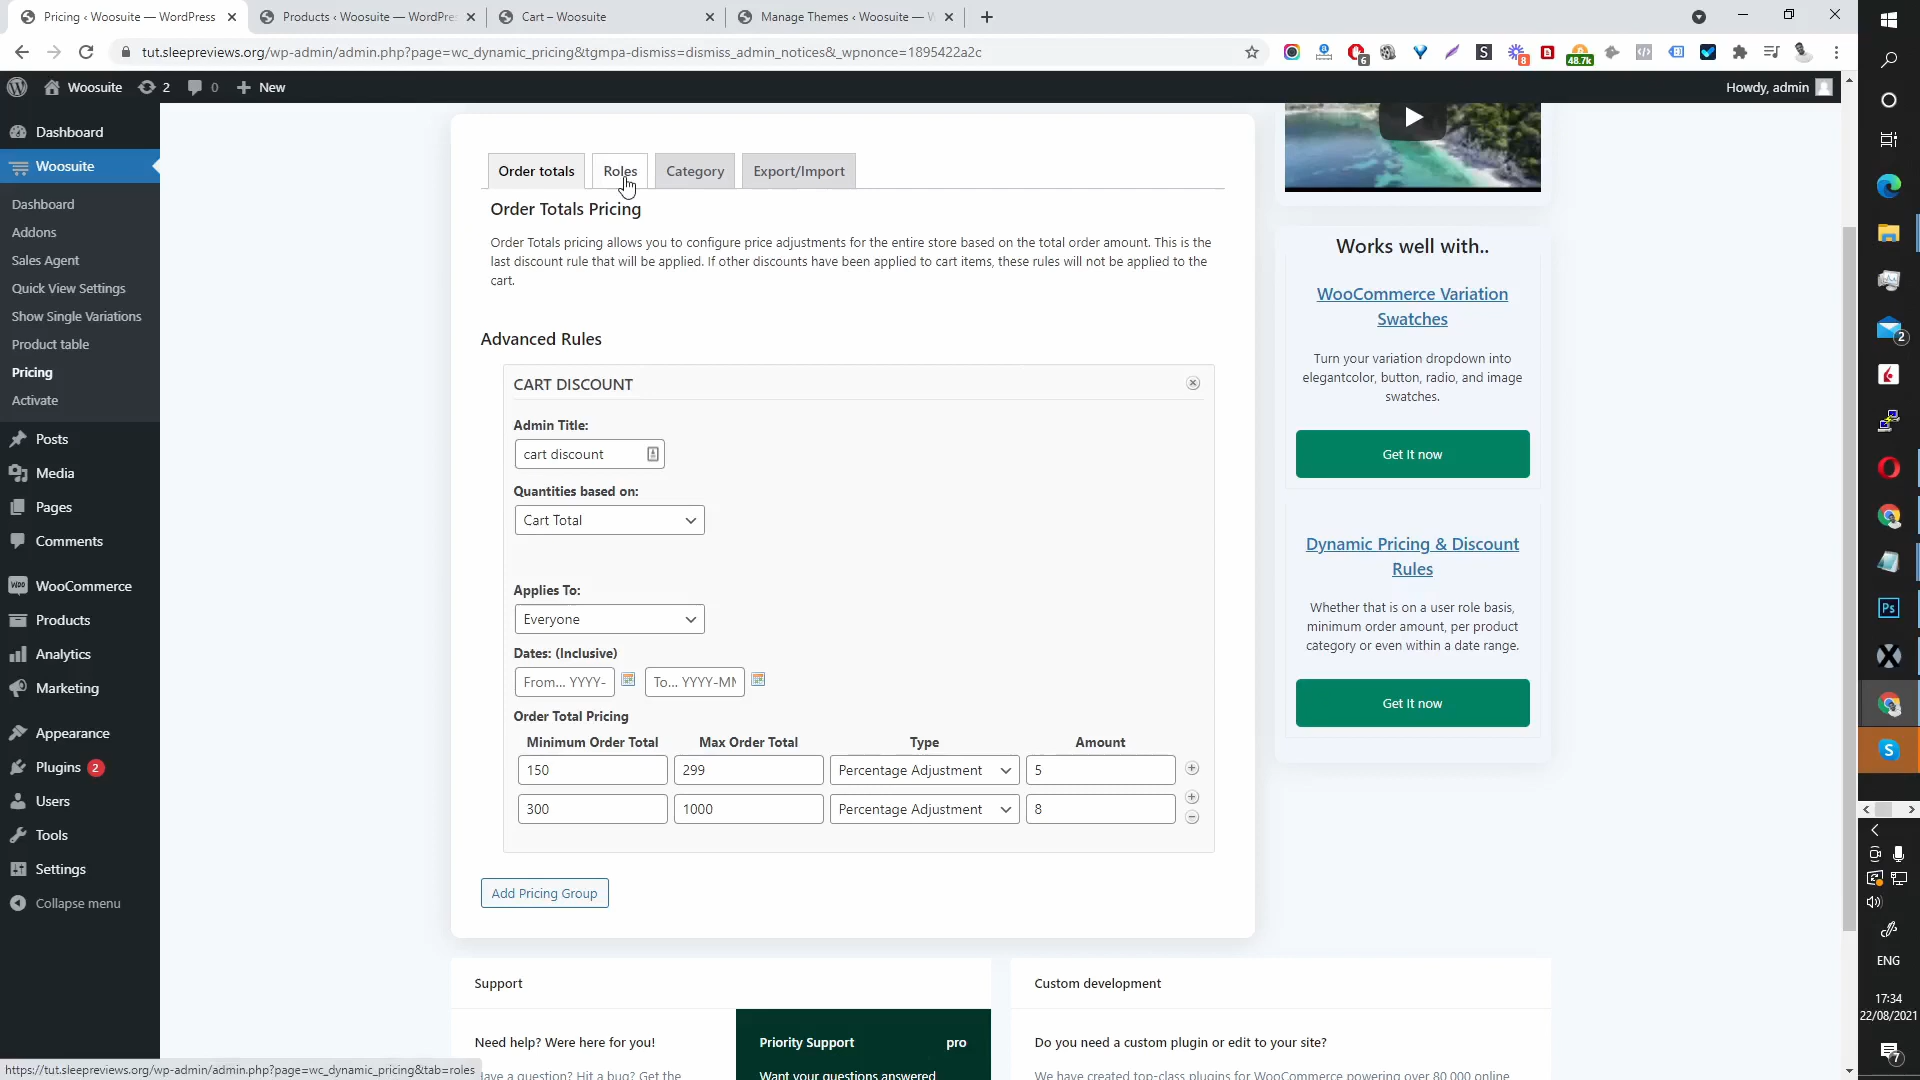 Pricing ‹ Woosuite — WordPress
Products ‹ Woosuite — WordPre
Cart – Woosuite
Manage Themes ‹ Woosuite —
tut.sleepreviews.org/wp-admin/admin.php?page=wc_dynamic_pricing&tgmpa-dismiss=dismiss_admin_notices&_wpnonce=1895422a2c
6
8
48.7k
Woosuite
2
0
New
Howdy, admin
Dashboard
Woosuite
Dashboard
Addons
Sales Agent
Quick View Settings
Show Single Variations
Product table
Pricing
Activate
Posts
Media
Pages
Comments
WooCommerce
Products
Analytics
Marketing
Appearance
Plugins 2
Users
Tools
Settings
Collapse menu
Order totals
Roles
Category
Export/Import
Order Totals Pricing
Order Totals pricing allows you to configure price adjustments for the entire store based on the total order amount. This is the
last discount rule that will be applied. If other discounts have been applied to cart items, these rules will not be applied to the
cart.
Advanced Rules
CART DISCOUNT
Admin Title:
cart discount
Quantities based on:
Cart Total
Applies To:
Everyone
Dates: (Inclusive)
From... YYYY-
To... YYYY-MM
Order Total Pricing
Minimum Order Total Max Order Total Type Amount
150 299 Percentage Adjustment 5
300 1000 Percentage Adjustment 8
Add Pricing Group
Works well with..
WooCommerce Variation
Swatches
Turn your variation dropdown into
elegantcolor, button, radio, and image
swatches.
Get It now
Dynamic Pricing & Discount
Rules
Whether that is on a user role basis,
minimum order amount, per product
category or even within a date range.
Get It now
Support
Need help? Were here for you!
Have a question? Hit a bug? Get the
Priority Support pro
Want your questions answered
Custom development
Do you need a custom plugin or edit to your site?
We have created top-class plugins for WooCommerce powering over 80,000 online
https://tut.sleepreviews.org/wp-admin/admin.php?page=wc_dynamic_pricing&tab=roles
2
Ps
S
ENG
17:34
22/08/2021
7